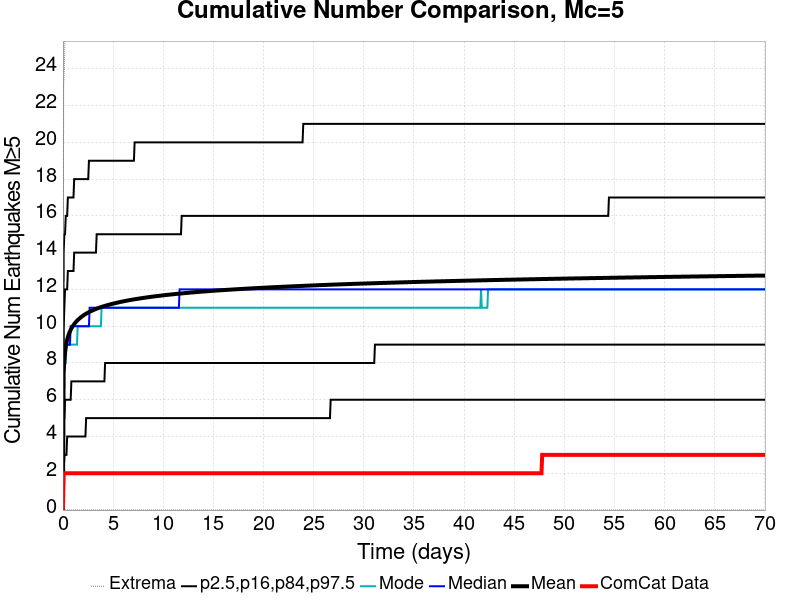 Cumulative Number Comparison, Mc=5
Cumulative Num Earthquakes M≥5
24
22
20
18
16
14
12
10
8
6
4
2
0
0 5 10 15 20 25 30 35 40 45 50 55 60 65 70
Time (days)
Extrema p2.5,p16,p84,p97.5 Mode Median Mean ComCat Data